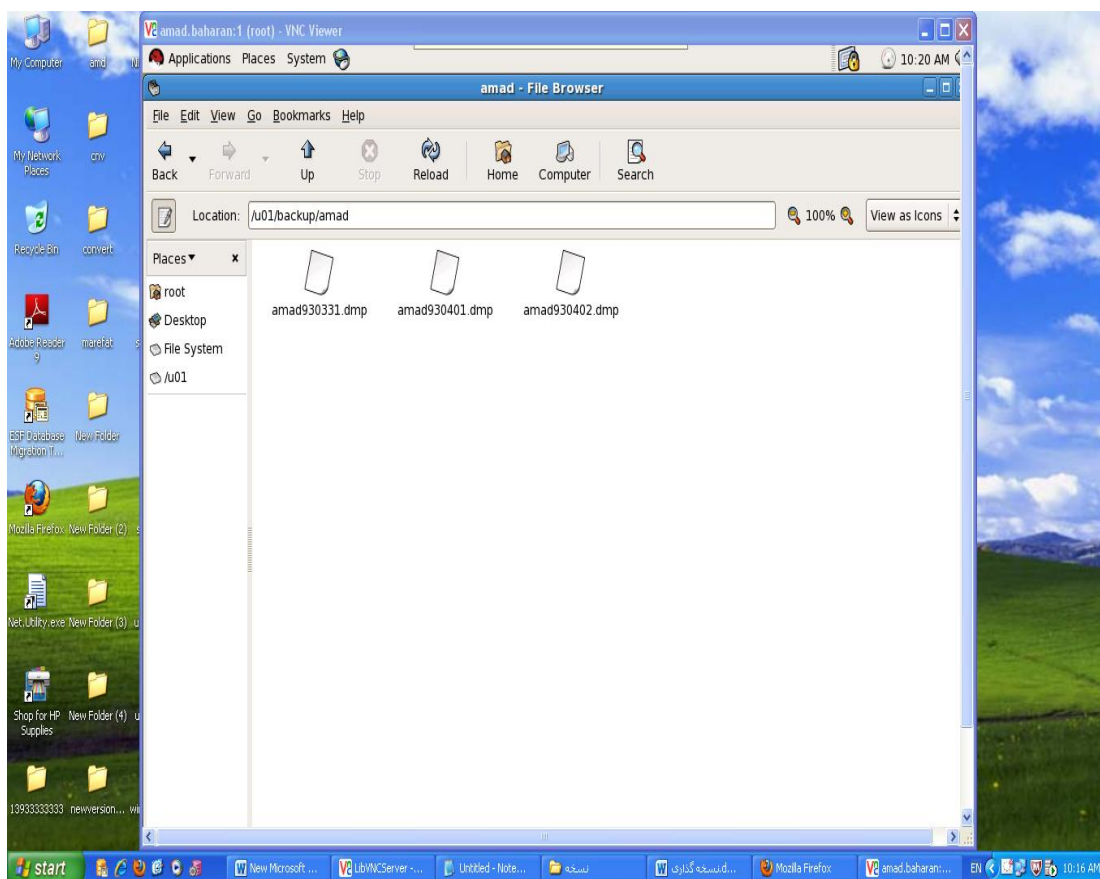 My Computer
amd
My Network
Places
cnv
Recycle Bin
convert
Adobe Reader
9
marefat
ESF Database
Migration T...
New Folder
Mozilla Firefox
New Folder (2)
Net.Utility.exe
New Folder (3)
Shop for HP
Supplies
New Folder (4)
13933333333
newversion...
amad.baharan:1 (root) - VNC Viewer
Applications Places System
10:20 AM
amad - File Browser
File Edit View Go Bookmarks Help
Back Forward Up Stop Reload Home Computer Search
Location: /u01/backup/amad 100% View as Icons
Places
root
Desktop
File System
/u01
amad930331.dmp amad930401.dmp amad930402.dmp
start New Microsoft ... LibVNCServer -... Untitled - Note... نسخه نسخه گذاری.d... Mozilla Firefox amad.baharan:... EN 10:16 AM